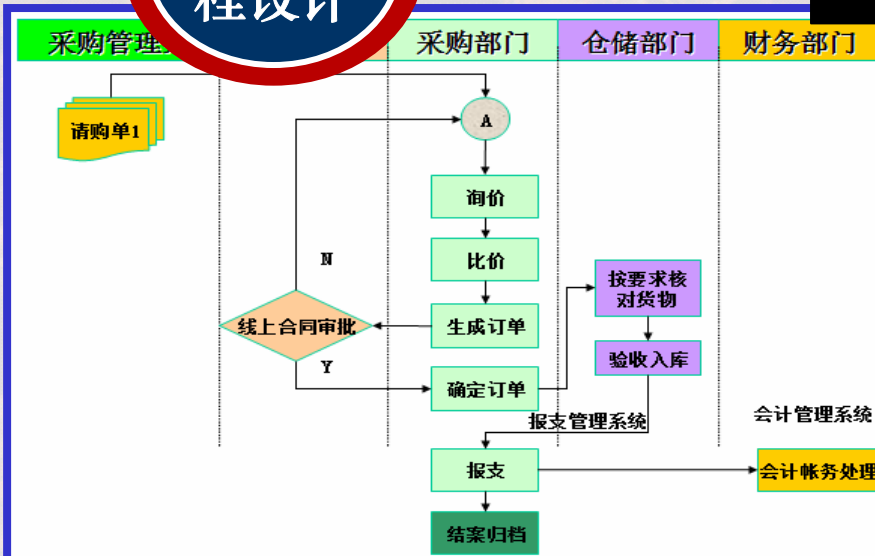 程设计
采购管理
采购部门
仓储部门
财务部门
请购单1
A
询价
N
比价
按要求核
对货物
线上合同审批
生成订单
验收入库
Y
确定订单
报支管理系统
会计管理系统
报支
会计帐务处理
结案归档